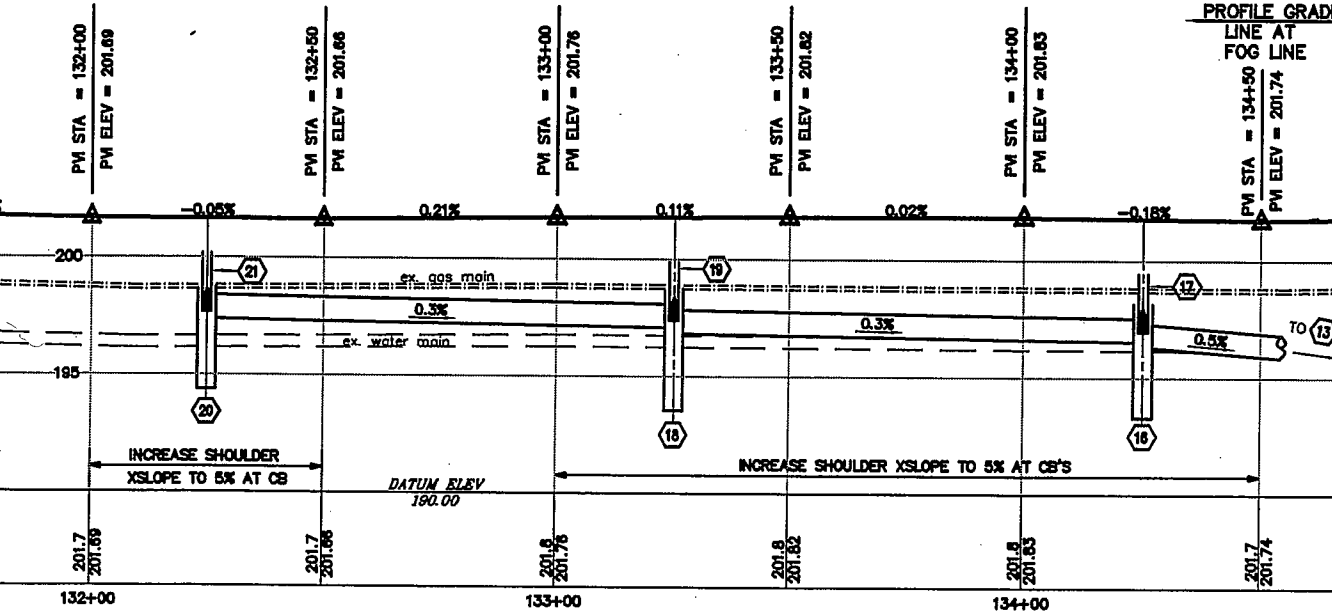 PROFILE GRADE
LINE AT
FOG LINE
PVI STA = 132+00
PVI ELEV = 201.69
PVI STA = 132+50
PVI ELEV = 201.66
PVI STA = 133+00
PVI ELEV = 201.76
PVI STA = 133+50
PVI ELEV = 201.82
PVI STA = 134+00
PVI ELEV = 201.83
PVI STA = 134+50
PVI ELEV = 201.74
-0.05%
0.21%
0.11%
0.02%
-0.18%
200
21
ex. gas main
19
17
0.3%
0.3%
0.5%
TO 13
ex. water main
195
20
18
16
INCREASE SHOULDER
XSLOPE TO 5% AT CB
INCREASE SHOULDER XSLOPE TO 5% AT CB'S
DATUM ELEV
190.00
201.7
201.69
201.7
201.66
201.8
201.76
201.8
201.82
201.8
201.83
201.7
201.74
132+00
133+00
134+00